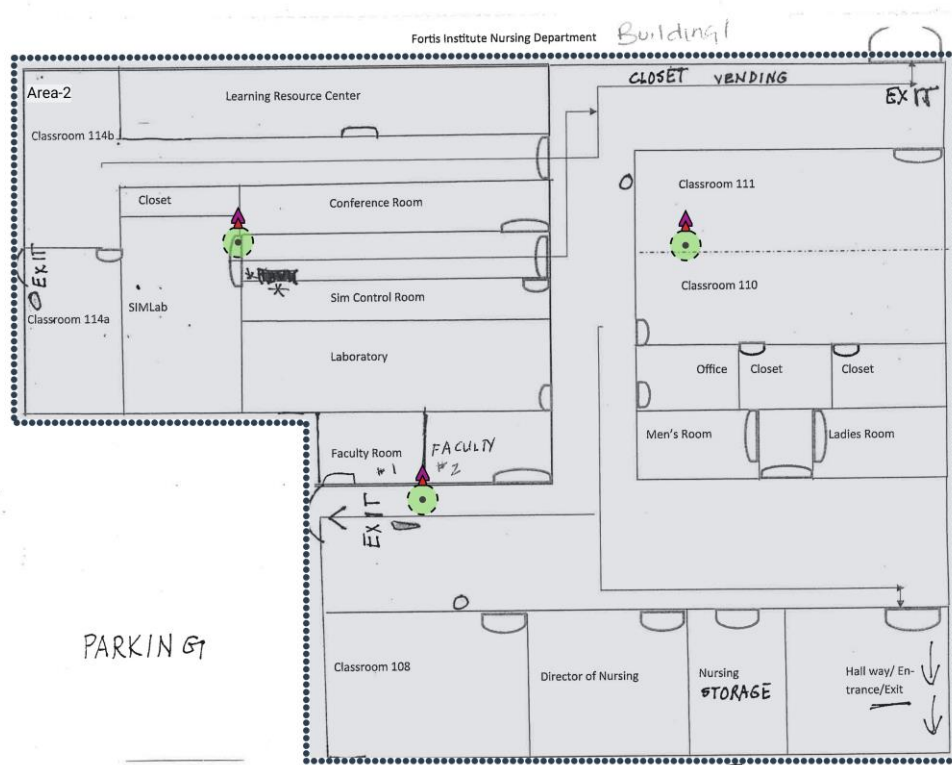 Fortis Institute Nursing Department Building 1
CLOSET VENDING
EXIT
Area-2
Learning Resource Center
Classroom 114b
Classroom 111
Closet
Conference Room
EXIT
Classroom 110
Sim Control Room
SIMLab
Classroom 114a
Laboratory
Office
Closet
Closet
Men's Room
Ladies Room
Faculty Room
#1
FACULTY
#2
EXIT
PARKING
Classroom 108
Director of Nursing
Nursing
STORAGE
Hall way/ En-
trance/Exit